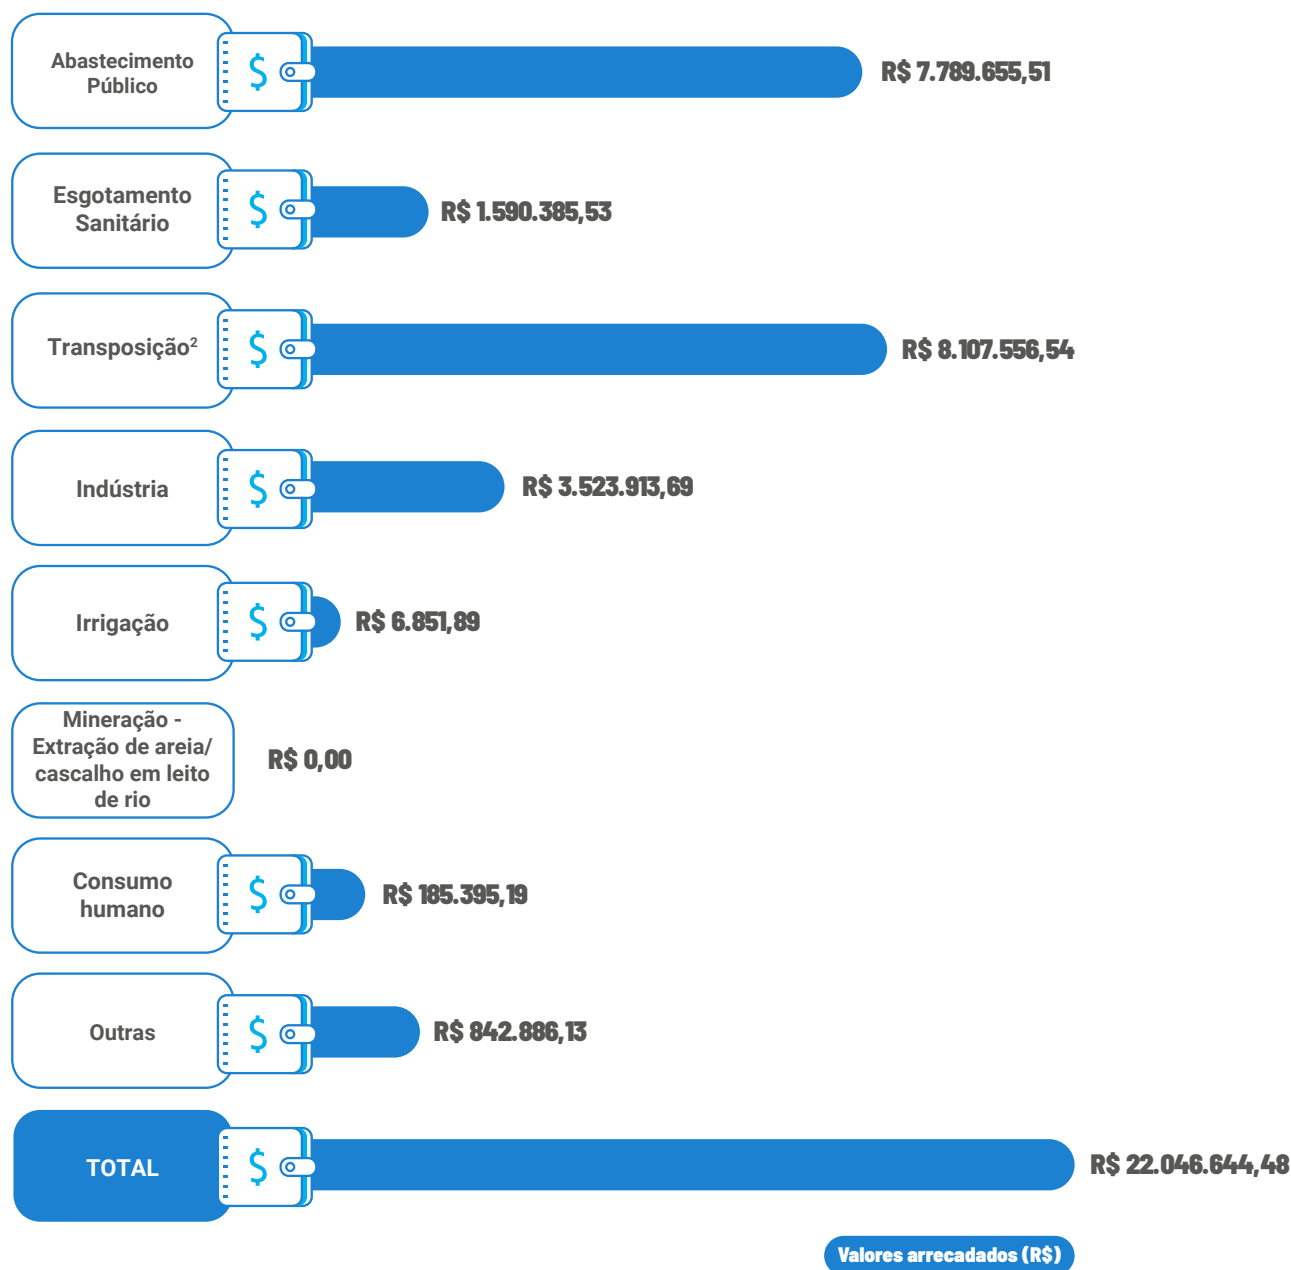 Abastecimento
Público
$
R$ 7.789.655,51
Esgotamento
Sanitário
$
R$ 1.590.385,53
Transposição²
$
R$ 8.107.556,54
Indústria
$
R$ 3.523.913,69
Irrigação
$
R$ 6.851,89
Mineração -
Extração de areia/
cascalho em leito
de rio
R$ 0,00
Consumo
humano
$
R$ 185.395,19
Outras
$
R$ 842.886,13
TOTAL
$
R$ 22.046.644,48
Valores arrecadados (R$)